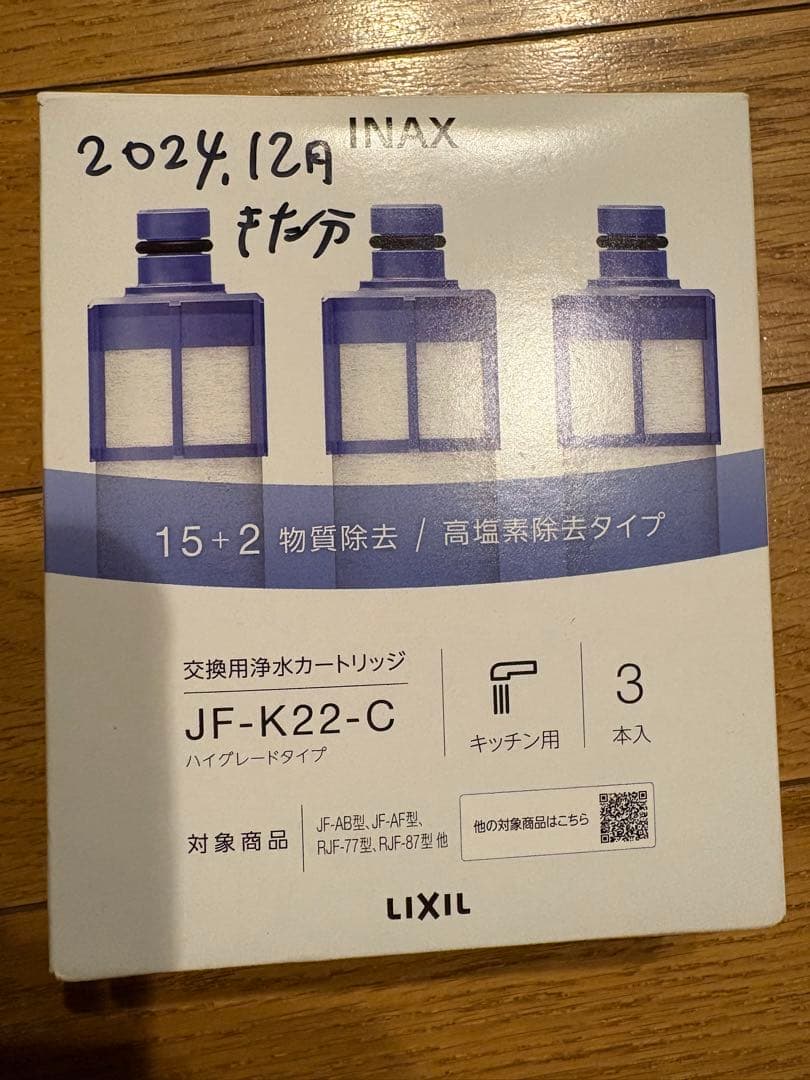 INAX
2024.12月
きた分
15+2 物質除去 / 高塩素除去タイプ
交換用浄水カートリッジ
JF-K22-C
ハイグレードタイプ
キッチン用
3
本入
対象商品
JF-AB型、JF-AF型、
RJF-77型、RJF-87型 他
他の対象商品はこちら
LIXIL